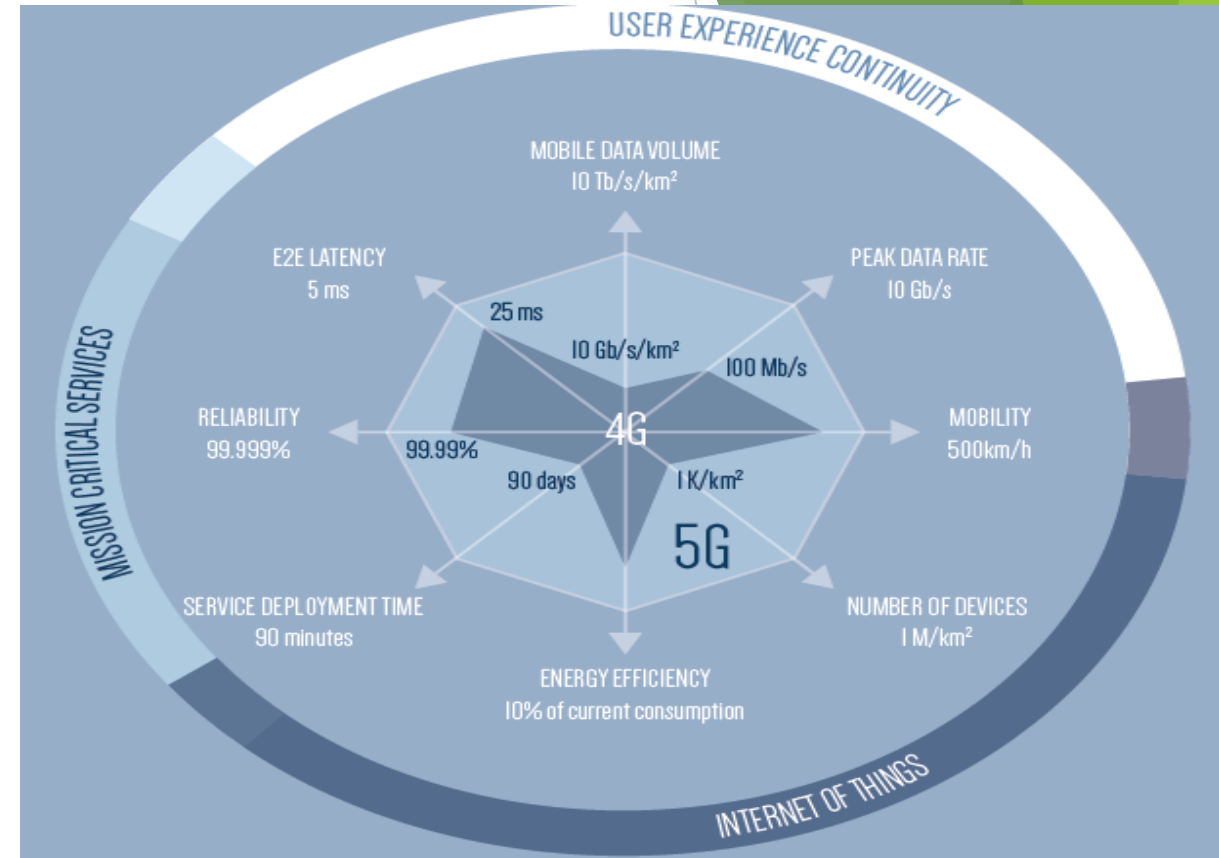 USER EXPERIENCE CONTINUITY
MOBILE DATA VOLUME
10 Tb/s/km²
E2E LATENCY
5 ms
PEAK DATA RATE
10 Gb/s
25 ms
10 Gb/s/km²
100 Mb/s
RELIABILITY
99.999%
4G
MOBILITY
500km/h
99.99%
90 days
1 K/km²
5G
MISSION CRITICAL SERVICES
SERVICE DEPLOYMENT TIME
90 minutes
NUMBER OF DEVICES
1 M/km²
ENERGY EFFICIENCY
10% of current consumption
INTERNET OF THINGS